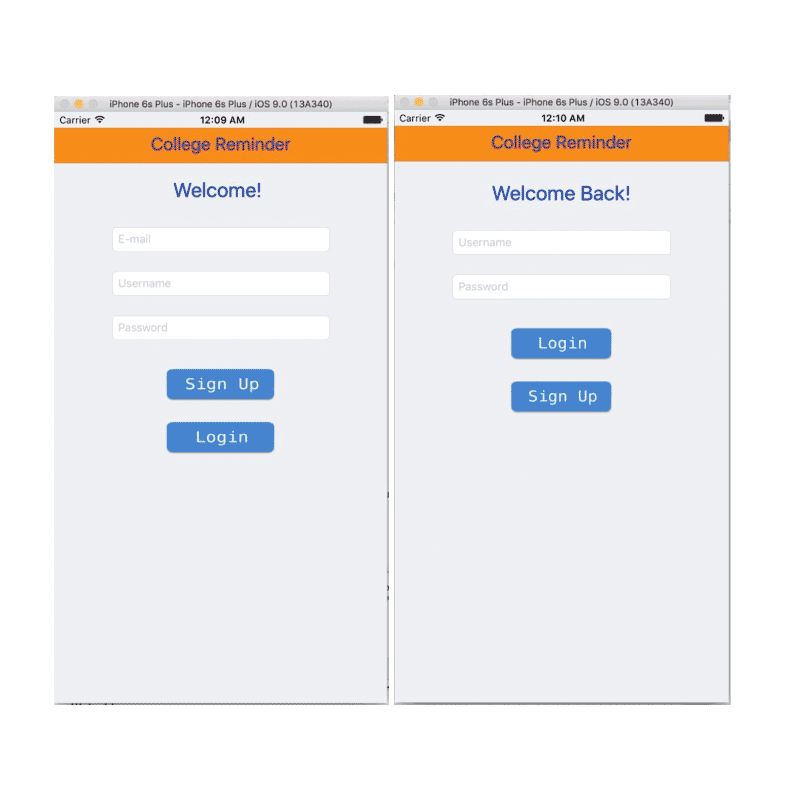 iPhone 6s Plus - iPhone 6s Plus / iOS 9.0 (13A340)
Carrier 12:09 AM
College Reminder
Welcome!
E-mail
Username
Password
Sign Up
Login
iPhone 6s Plus - iPhone 6s Plus / iOS 9.0 (13A340)
Carrier 12:10 AM
College Reminder
Welcome Back!
Username
Password
Login
Sign Up